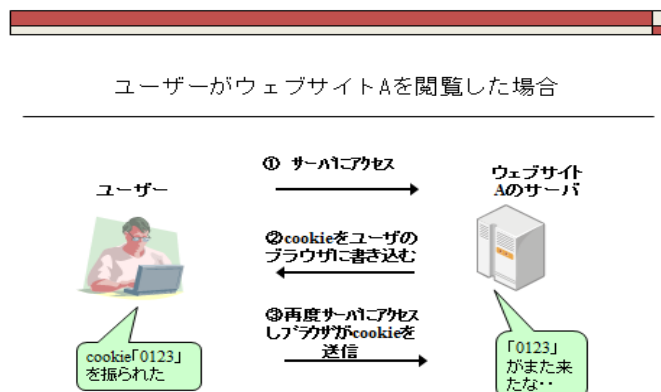 ユーザーがウェブサイトAを閲覧した場合
① サーバにアクセス
ユーザー
ウェブサイト
Aのサーバ
②cookieをユーザの
ブラウザに書き込む
③再度サーバにアクセス
しブラウザがcookieを
送信
cookie「0123」
を振られた
「0123」
がまた来
たな・・